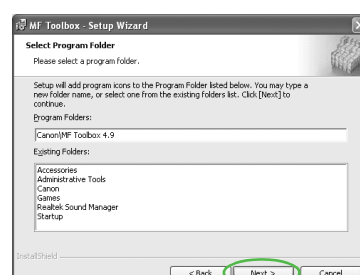 MF Toolbox - Setup Wizard
Select Program Folder
Please select a program folder.
Setup will add program icons to the Program Folder listed below. You may type a
new folder name, or select one from the existing folders list. Click [Next] to
continue.
Program Folders:
Canon\MF Toolbox 4.9
Existing Folders:
Accessories
Administrative Tools
Canon
Games
Realtek Sound Manager
Startup
InstallShield
< Back Next > Cancel